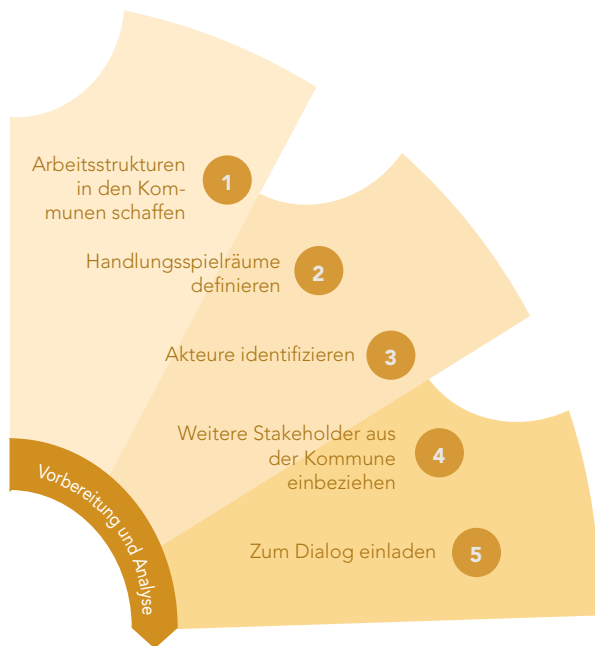 Arbeitsstrukturen
in den Kom-
munen schaffen
1
Handlungsspielräume
definieren
2
Akteure identifizieren
3
Weitere Stakeholder aus
der Kommune
einbeziehen
4
Zum Dialog einladen
5
Vorbereitung und Analyse